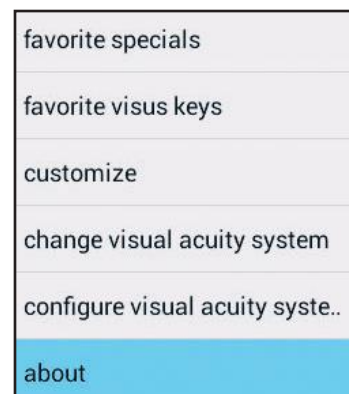 favorite specials
favorite visus keys
customize
change visual acuity system
configure visual acuity syste..
about